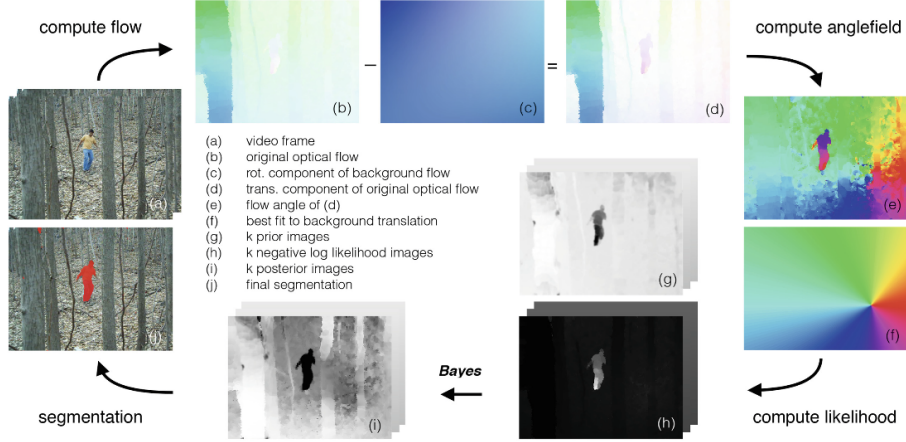 compute flow
compute anglefield
(b)
−
(c)
=
(d)
(a)
(e)
(a) video frame
(b) original optical flow
(c) rot. component of background flow
(d) trans. component of original optical flow
(e) flow angle of (d)
(f) best fit to background translation
(g) k prior images
(h) k negative log likelihood images
(i) k posterior images
(j) final segmentation
(g)
(j)
(f)
Bayes
(i)
(h)
segmentation
compute likelihood